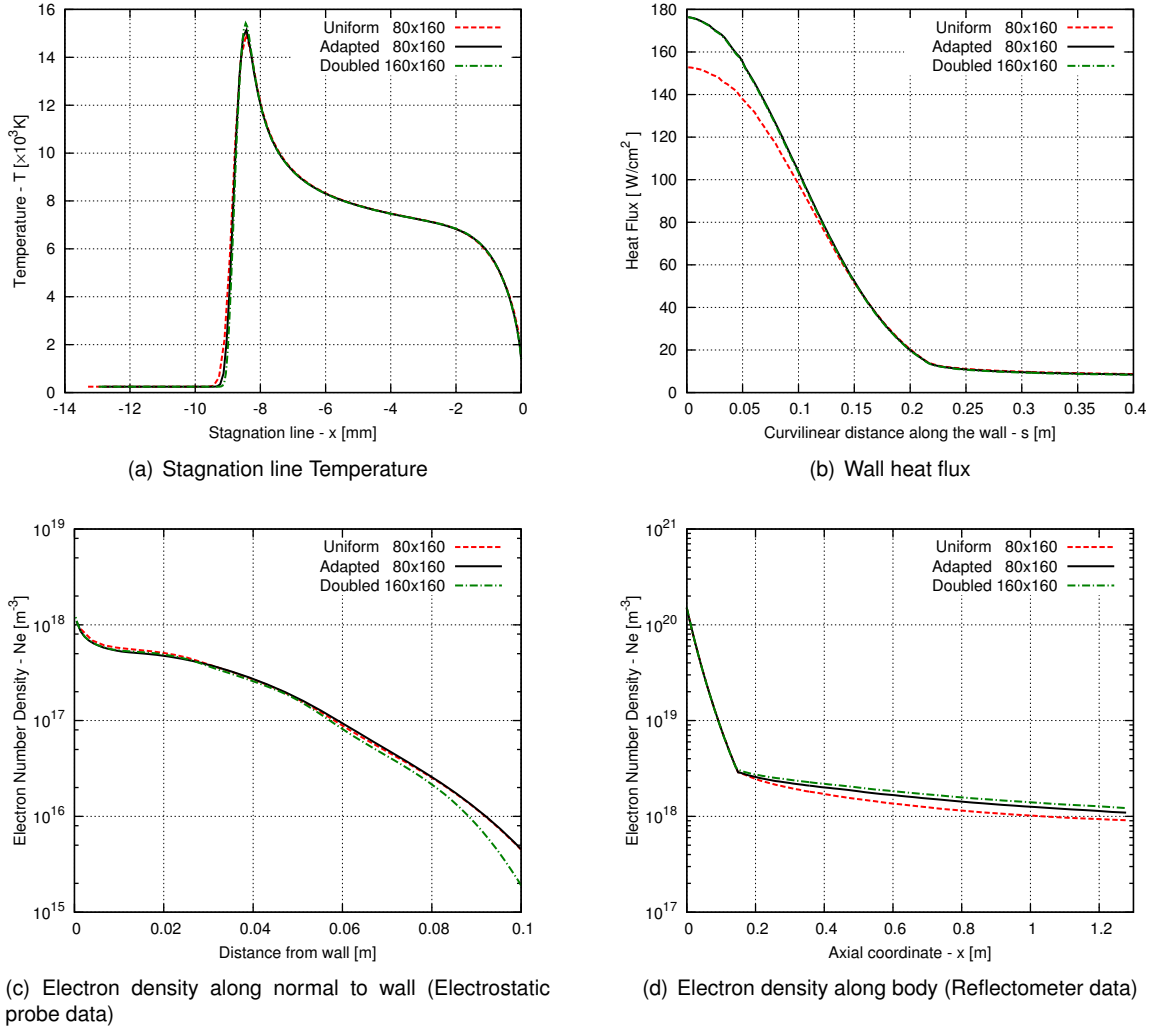 16
14
12
10
8
6
4
2
0
Temperature - T [×10³K]
-14 -12 -10 -8 -6 -4 -2 0
Stagnation line - x [mm]
Uniform 80x160
Adapted 80x160
Doubled 160x160
(a) Stagnation line Temperature
180
160
140
120
100
80
60
40
20
0
Heat Flux [ W/cm²]
0 0.05 0.1 0.15 0.2 0.25 0.3 0.35 0.4
Curvilinear distance along the wall - s [m]
Uniform 80x160
Adapted 80x160
Doubled 160x160
(b) Wall heat flux
10¹⁹
10¹⁸
10¹⁷
10¹⁶
10¹⁵
Electron Number Density - Ne [m⁻³]
0 0.02 0.04 0.06 0.08 0.1
Distance from wall [m]
Uniform 80x160
Adapted 80x160
Doubled 160x160
(c) Electron density along normal to wall (Electrostatic
probe data)
10²¹
10²⁰
10¹⁹
10¹⁸
10¹⁷
Electron Number Density - Ne [m⁻³]
0 0.2 0.4 0.6 0.8 1 1.2
Axial coordinate - x [m]
Uniform 80x160
Adapted 80x160
Doubled 160x160
(d) Electron density along body (Reflectometer data)